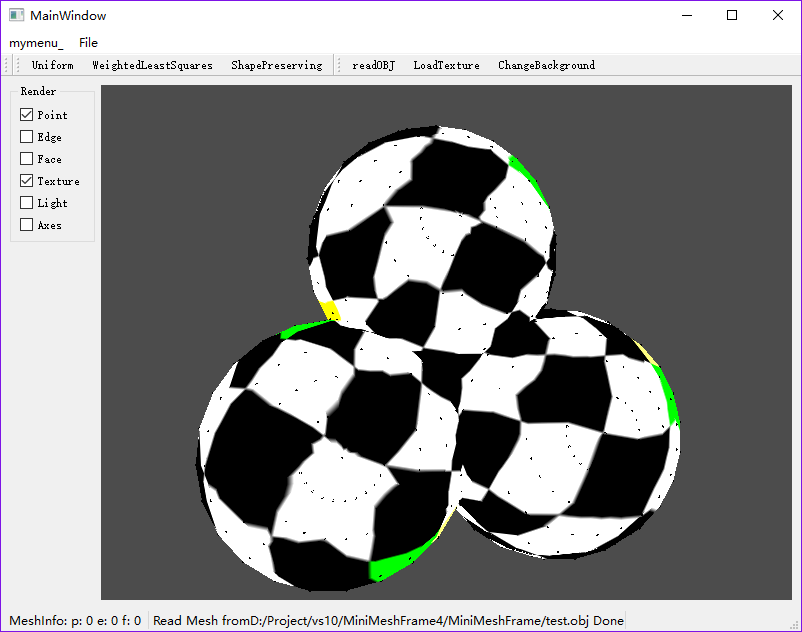 MainWindow
mymenu_ File
Uniform WeightedLeastSquares ShapePreserving readOBJ LoadTexture ChangeBackground
Render
Point
Edge
Face
Texture
Light
Axes
MeshInfo: p: 0 e: 0 f: 0 Read Mesh fromD:/Project/vs10/MiniMeshFrame4/MiniMeshFrame/test.obj Done